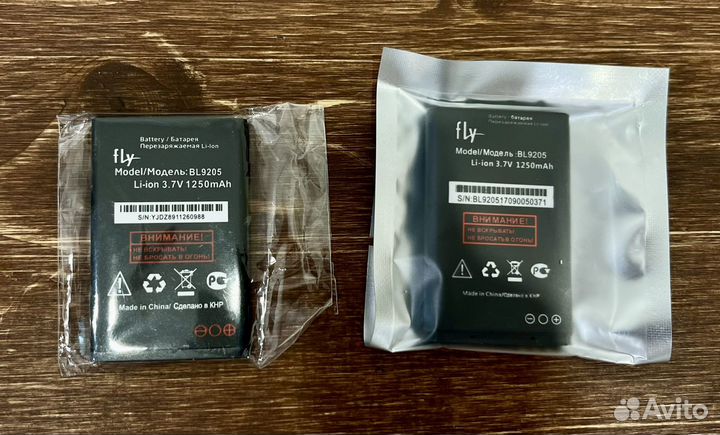 Battery / Батарея
Перезаряжаемая Li-Ion
fly
Model/Модель: BL9205
Li-ion 3.7V 1250mAh
S/N:YJDZ8911260988
ВНИМАНИЕ!
НЕ ВСКРЫВАТЬ!
НЕ БРОСАТЬ В ОГОНЬ!
Made in China/ Сделано в КНР
Battery / батарея
Перезаряжаемая Li-Ion
fly
Model/Модель :BL9205
Li-ion 3.7V 1250mAh
S/N:BL920517090050371
ВНИМАНИЕ!
НЕ ВСКРЫВАТЬ!
НЕ БРОСАТЬ В ОГОНЬ!
Made in China/Сделано в КНР
Avito